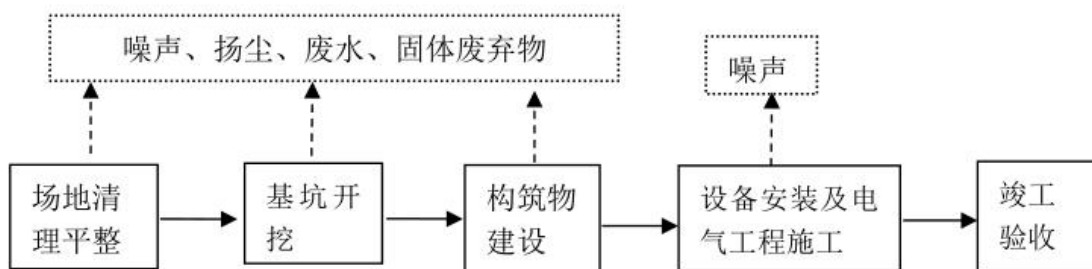 噪声、扬尘、废水、固体废弃物
噪声
场地清
理平整
基坑开
挖
构筑物
建设
设备安装及电
气工程施工
竣工
验收